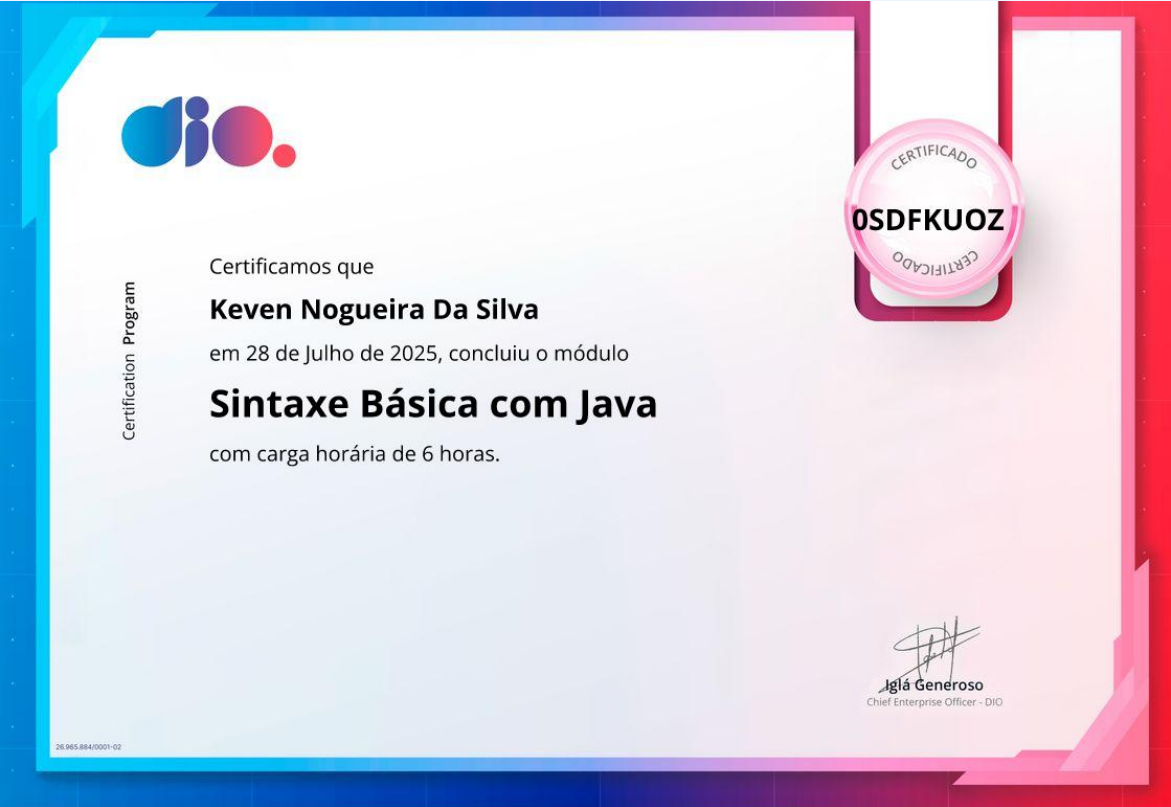 dio.
CERTIFICADO
0SDFKUOZ
CERTIFICADO
Certificamos que
Keven Nogueira Da Silva
em 28 de Julho de 2025, concluiu o módulo
Sintaxe Básica com Java
com carga horária de 6 horas.
Certification Program
Iglá Generoso
Chief Enterprise Officer - DIO
26.965.884/0001-02